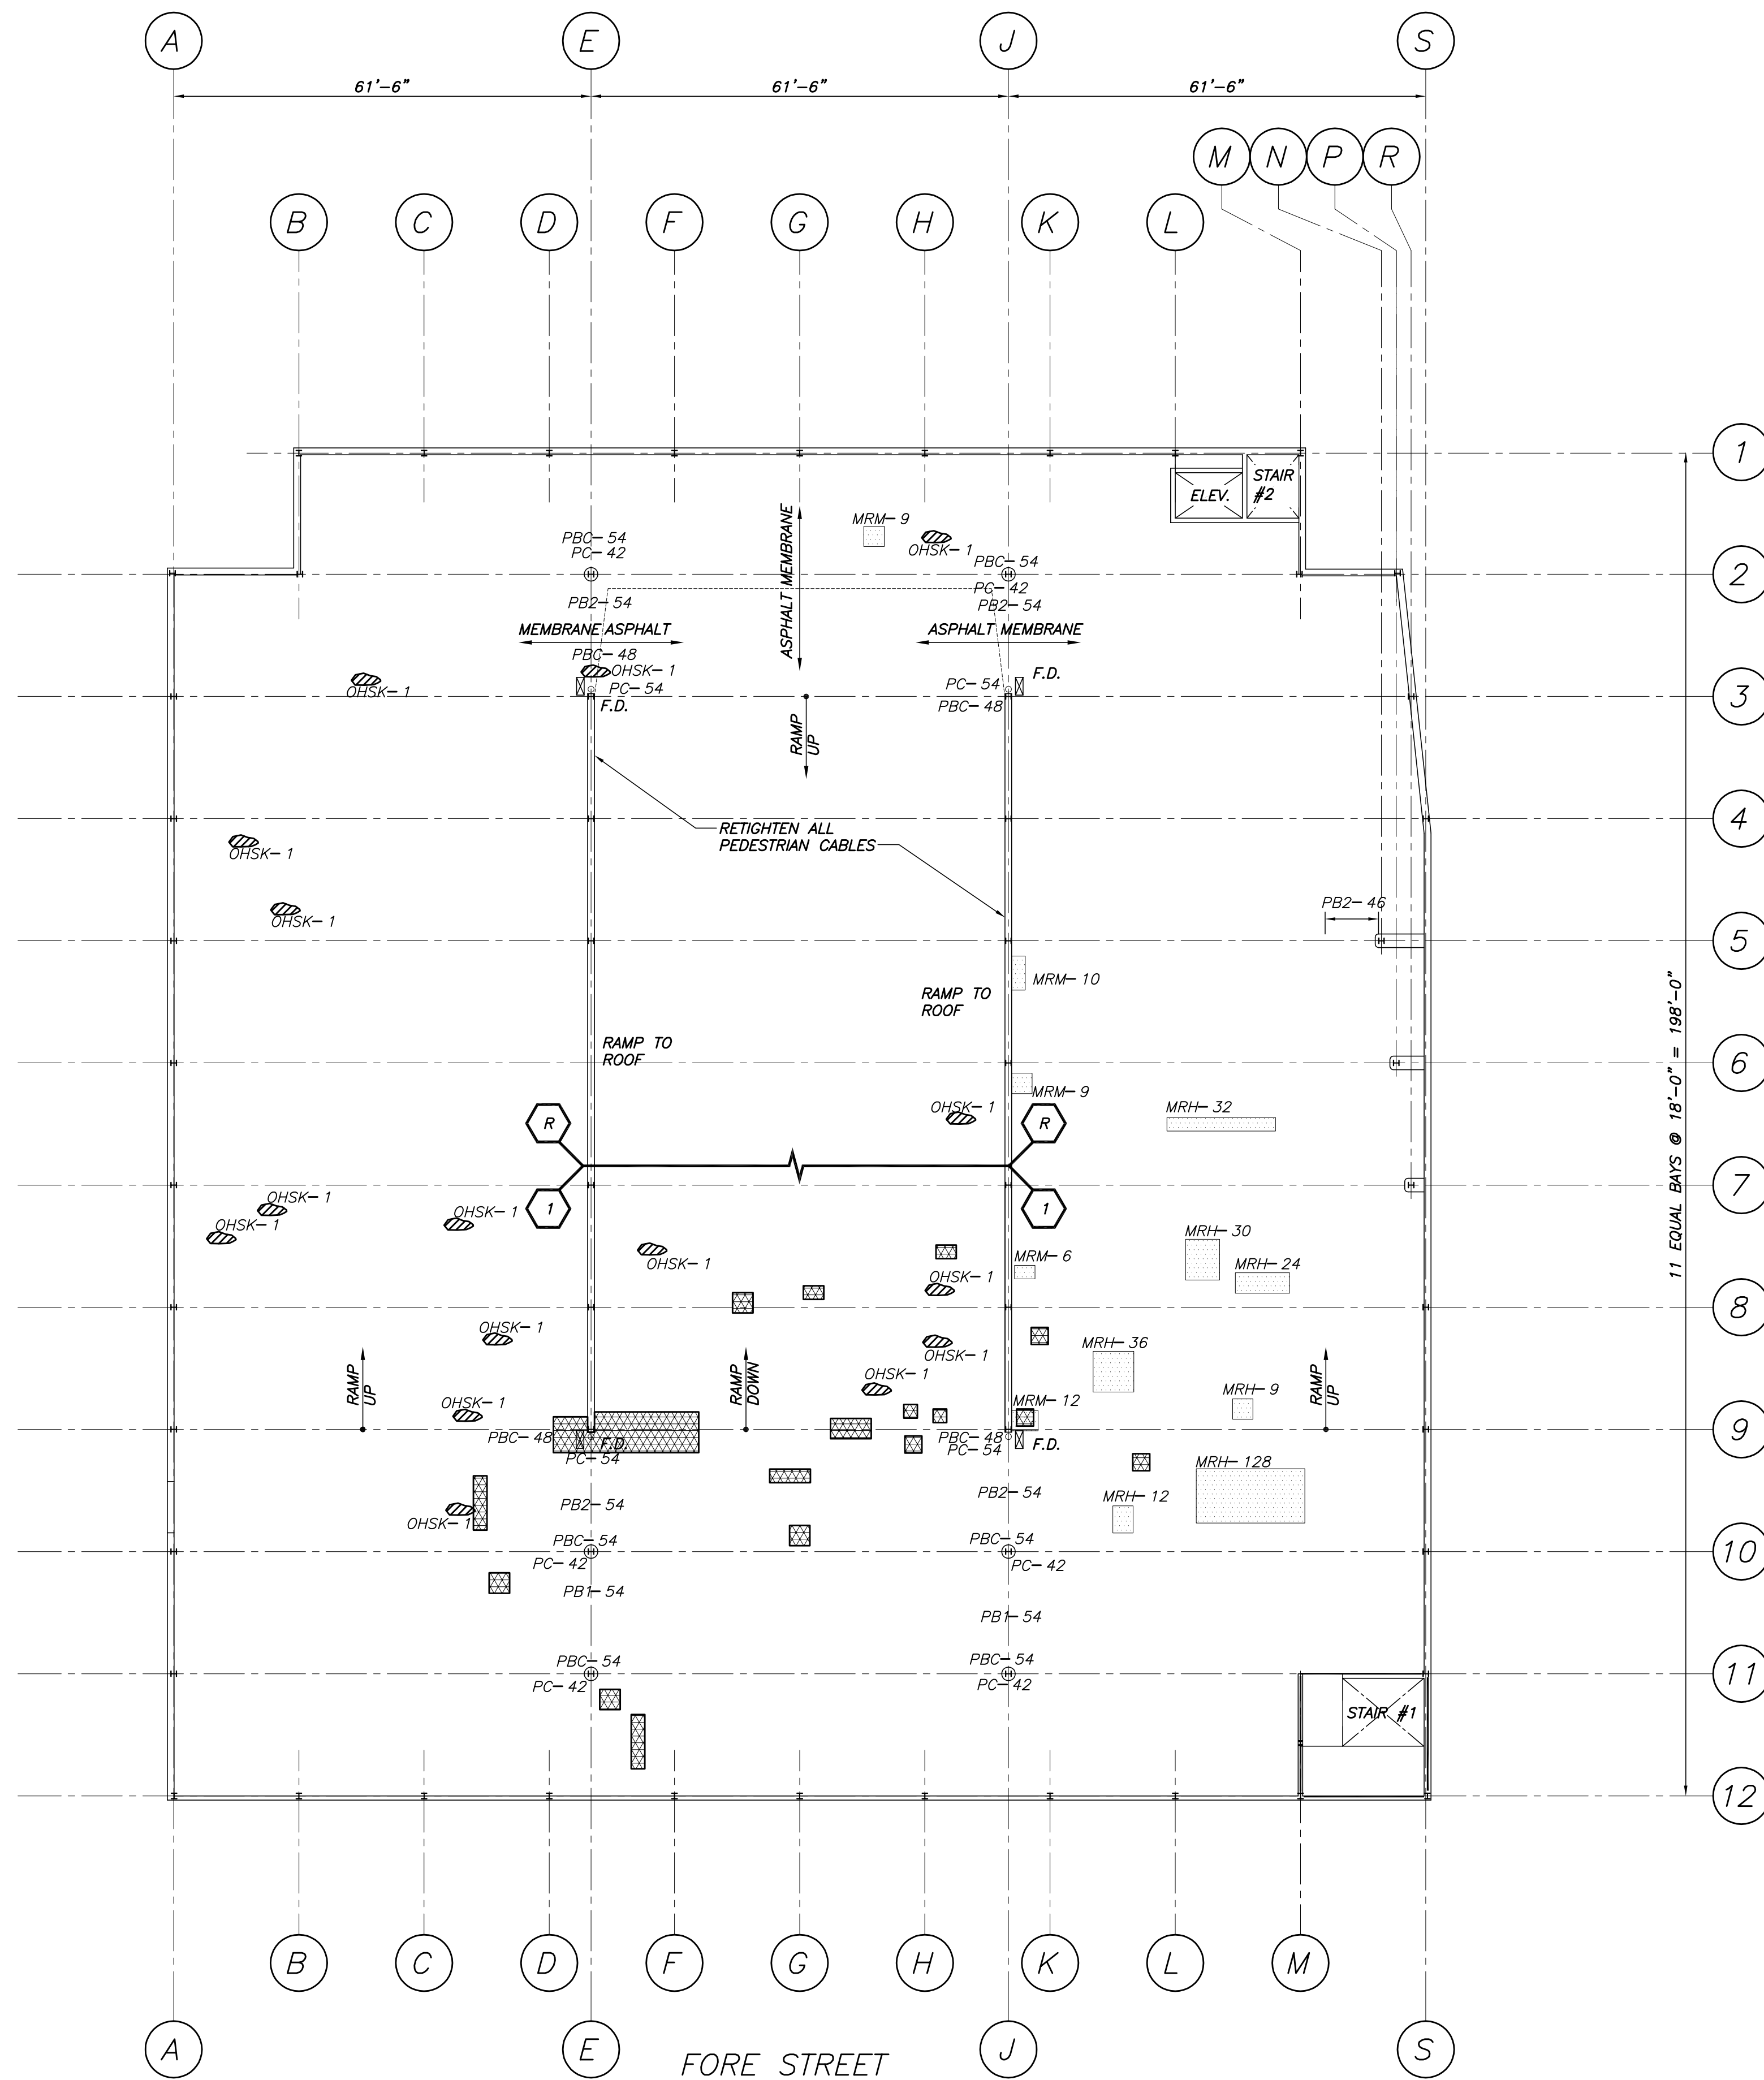 A
E
J
S
61'-6"
61'-6"
61'-6"
M
N
P
R
B
C
D
F
G
H
K
L
1
STAIR
#2
ELEV.
MRM-9
OHSK-1
ASPHALT MEMBRANE
PBC-54
PC-42
PBC-54
2
PC-42
PB2-54
PB2-54
MEMBRANE ASPHALT
ASPHALT MEMBRANE
PBC-48
OHSK-1
F.D.
OHSK-1
PC-54
PC-54
F.D.
PBC-48
3
RAMP
UP
4
RETIGHTEN ALL
PEDESTRIAN CABLES
OHSK-1
PB2-46
OHSK-1
5
MRM-10
RAMP TO
ROOF
11 EQUAL BAYS @ 18'-0" = 198'-0"
RAMP TO
ROOF
6
MRM-9
OHSK-1
MRH-32
R
R
7
OHSK-1
OHSK-1
OHSK-1
1
1
MRH-30
OHSK-1
MRM-6
MRH-24
OHSK-1
8
OHSK-1
OHSK-1
MRH-36
RAMP
UP
RAMP
DOWN
OHSK-1
MRH-9
RAMP
UP
OHSK-1
MRM-12
9
PBC-48
F.D.
PBC-48
F.D.
PC-54
PC-54
MRH-128
PB2-54
PB2-54
MRH-12
OHSK-1
PBC-54
PBC-54
10
PC-42
PC-42
PB1-54
PB1-54
PBC-54
PBC-54
11
PC-42
PC-42
STAIR #1
12
B
C
D
F
G
H
K
L
M
A
E
J
S
FORE STREET